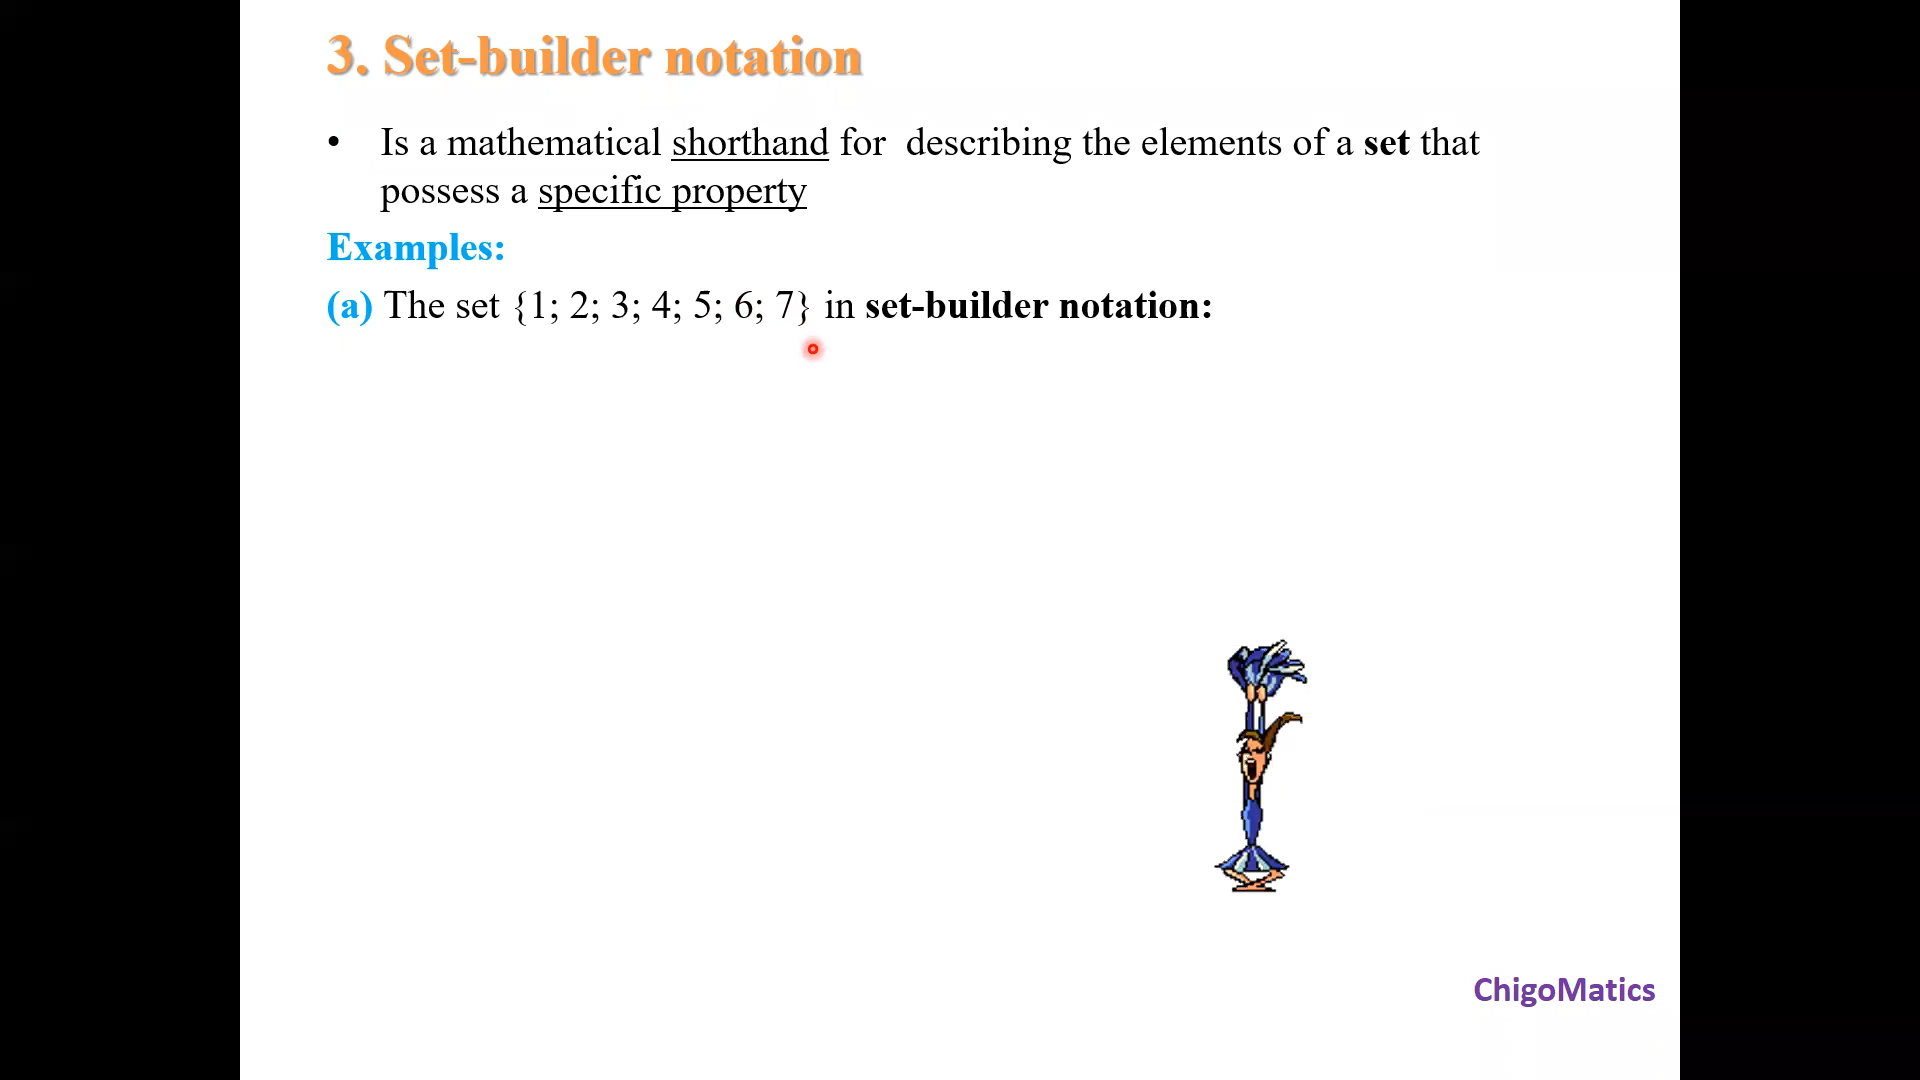 3. Set-builder notation
• Is a mathematical shorthand for describing the elements of a set that
possess a specific property
Examples:
(a) The set {1; 2; 3; 4; 5; 6; 7} in set-builder notation:
ChigoMatics